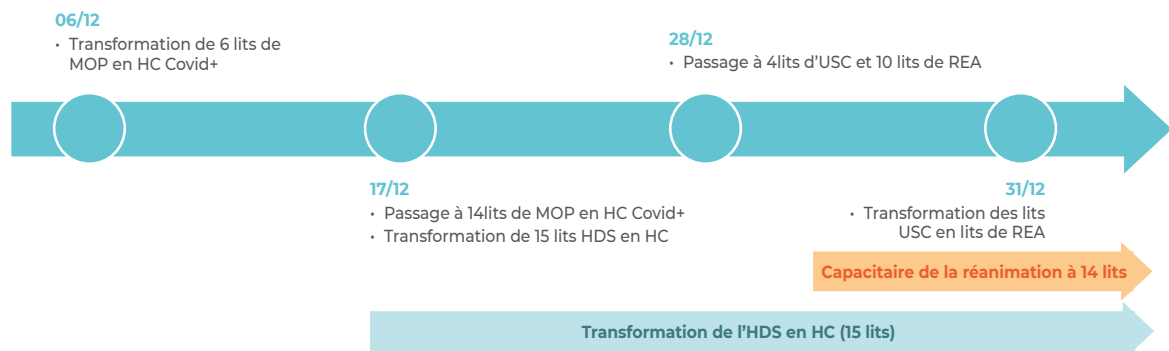 06/12
• Transformation de 6 lits de
MOP en HC Covid+
28/12
• Passage à 4lits d'USC et 10 lits de REA
17/12
• Passage à 14lits de MOP en HC Covid+
• Transformation de 15 lits HDS en HC
31/12
• Transformation des lits
USC en lits de REA
Capacitaire de la réanimation à 14 lits
Transformation de l'HDS en HC (15 lits)